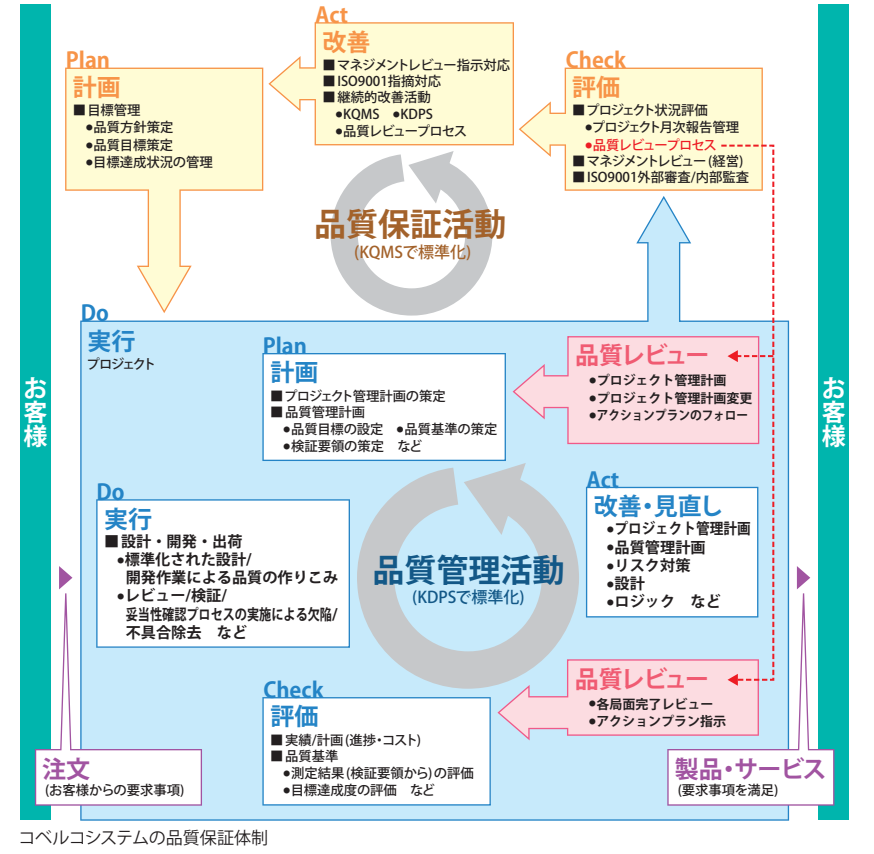 Act
改善
■マネジメントレビュー指示対応
■ISO9001指摘対応
■継続的改善活動
●KQMS ●KDPS
●品質レビュープロセス
Plan
計画
■目標管理
●品質方針策定
●品質目標策定
●目標達成状況の管理
Check
評価
■プロジェクト状況評価
●プロジェクト月次報告管理
●品質レビュープロセス
■マネジメントレビュー(経営)
■ISO9001外部審査/内部監査
品質保証活動
(KQMSで標準化)
Do
実行
プロジェクト
Plan
計画
■プロジェクト管理計画の策定
■品質管理計画
●品質目標の設定 ●品質基準の策定
●検証要領の策定 など
品質レビュー
●プロジェクト管理計画
●プロジェクト管理計画変更
●アクションプランのフォロー
お客様
お客様
Do
実行
■設計・開発・出荷
●標準化された設計/
開発作業による品質の作りこみ
●レビュー/検証/
妥当性確認プロセスの実施による欠陥/
不具合除去 など
品質管理活動
(KDPSで標準化)
Act
改善・見直し
●プロジェクト管理計画
●品質管理計画
●リスク対策
●設計
●ロジック など
Check
評価
■実績/計画(進捗・コスト)
■品質基準
●測定結果(検証要領から)の評価
●目標達成度の評価 など
品質レビュー
●各局面完了レビュー
●アクションプラン指示
注文
(お客様からの要求事項)
製品・サービス
(要求事項を満足)
コベルコシステムの品質保証体制